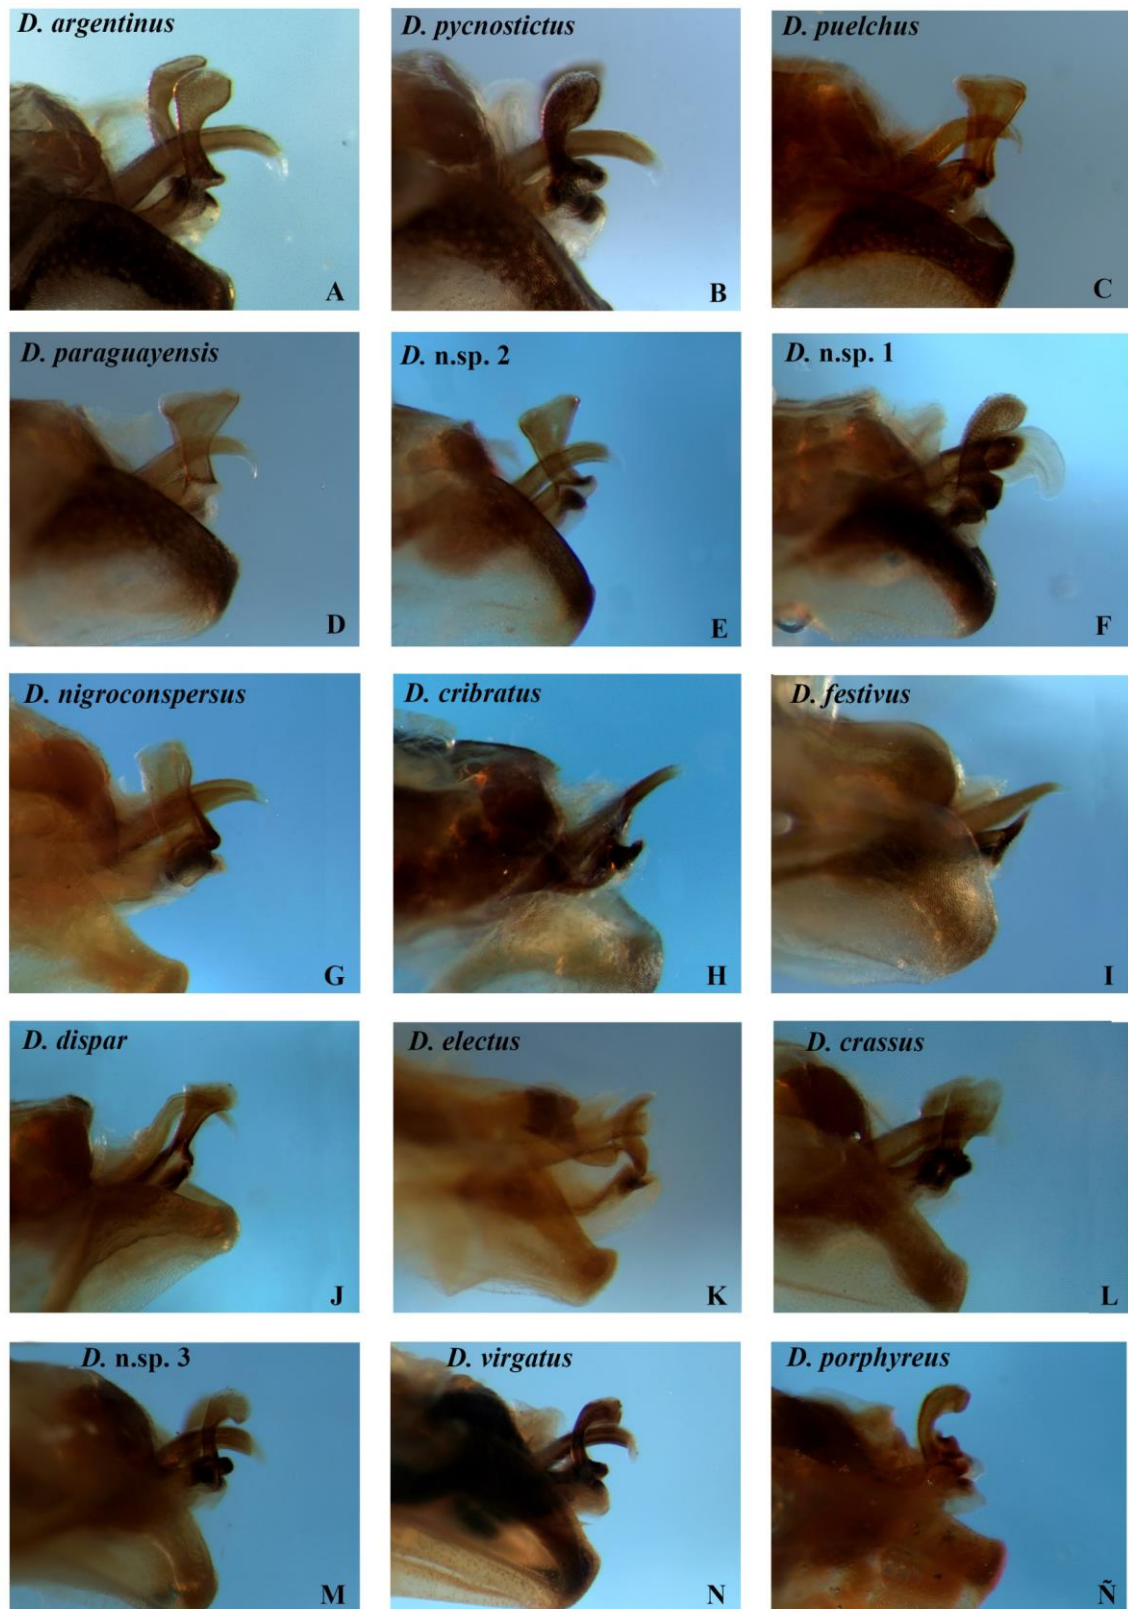 D. argentinus
A
D. pycnostictus
B
D. puelchus
C
D. paraguayensis
D
D. n.sp. 2
E
D. n.sp. 1
F
D. nigroconspersus
G
D. cribratus
H
D. festivus
I
D. dispar
J
D. electus
K
D. crassus
L
D. n.sp. 3
M
D. virgatus
N
D. porphyreus
Ñ